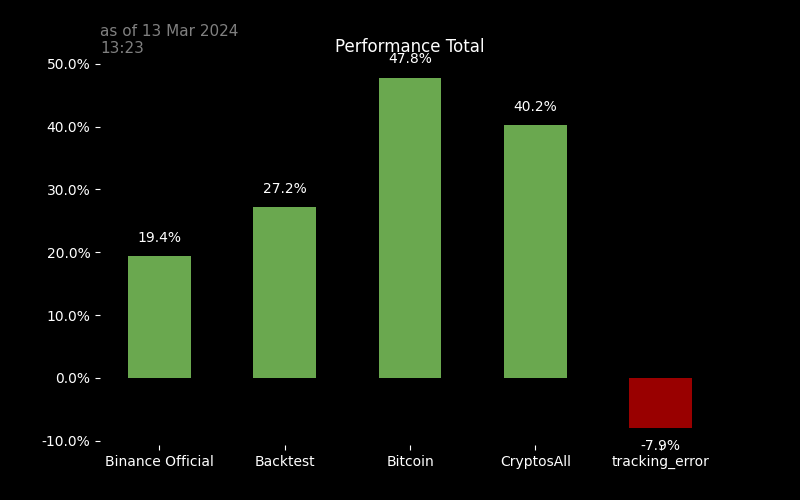 as of 13 Mar 2024
13:23
Performance Total
50.0%
40.0%
30.0%
20.0%
10.0%
0.0%
-10.0%
19.4%
27.2%
47.8%
40.2%
-7.9%
Binance Official
Backtest
Bitcoin
CryptosAll
tracking_error